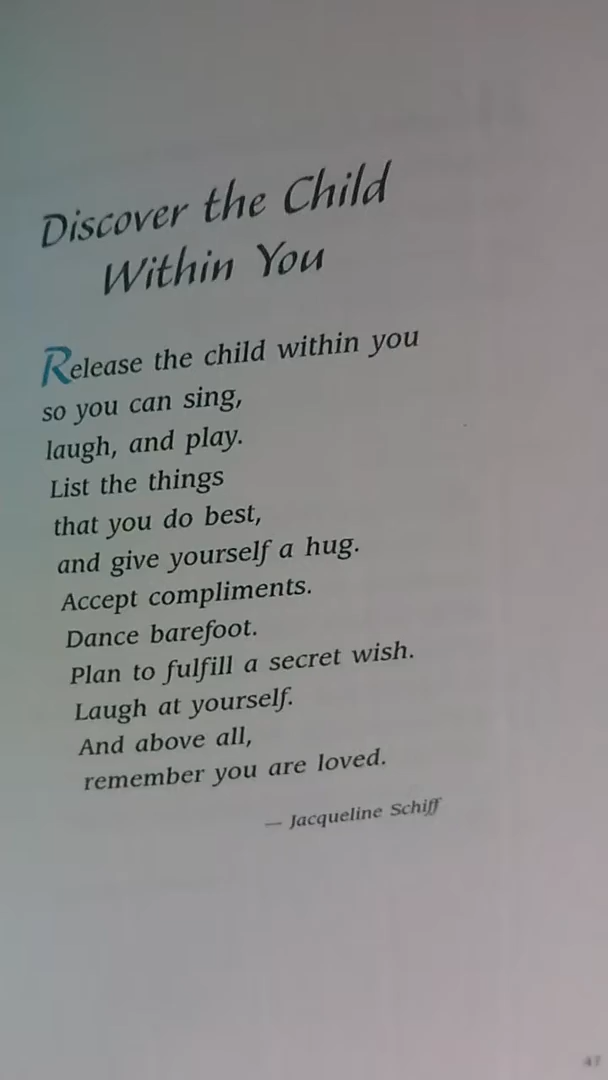 Discover the Child
Within You
Release the child within you
so you can sing,
laugh, and play.
List the things
that you do best,
and give yourself a hug.
Accept compliments.
Dance barefoot.
Plan to fulfill a secret wish.
Laugh at yourself.
And above all,
remember you are loved.
— Jacqueline Schiff
47